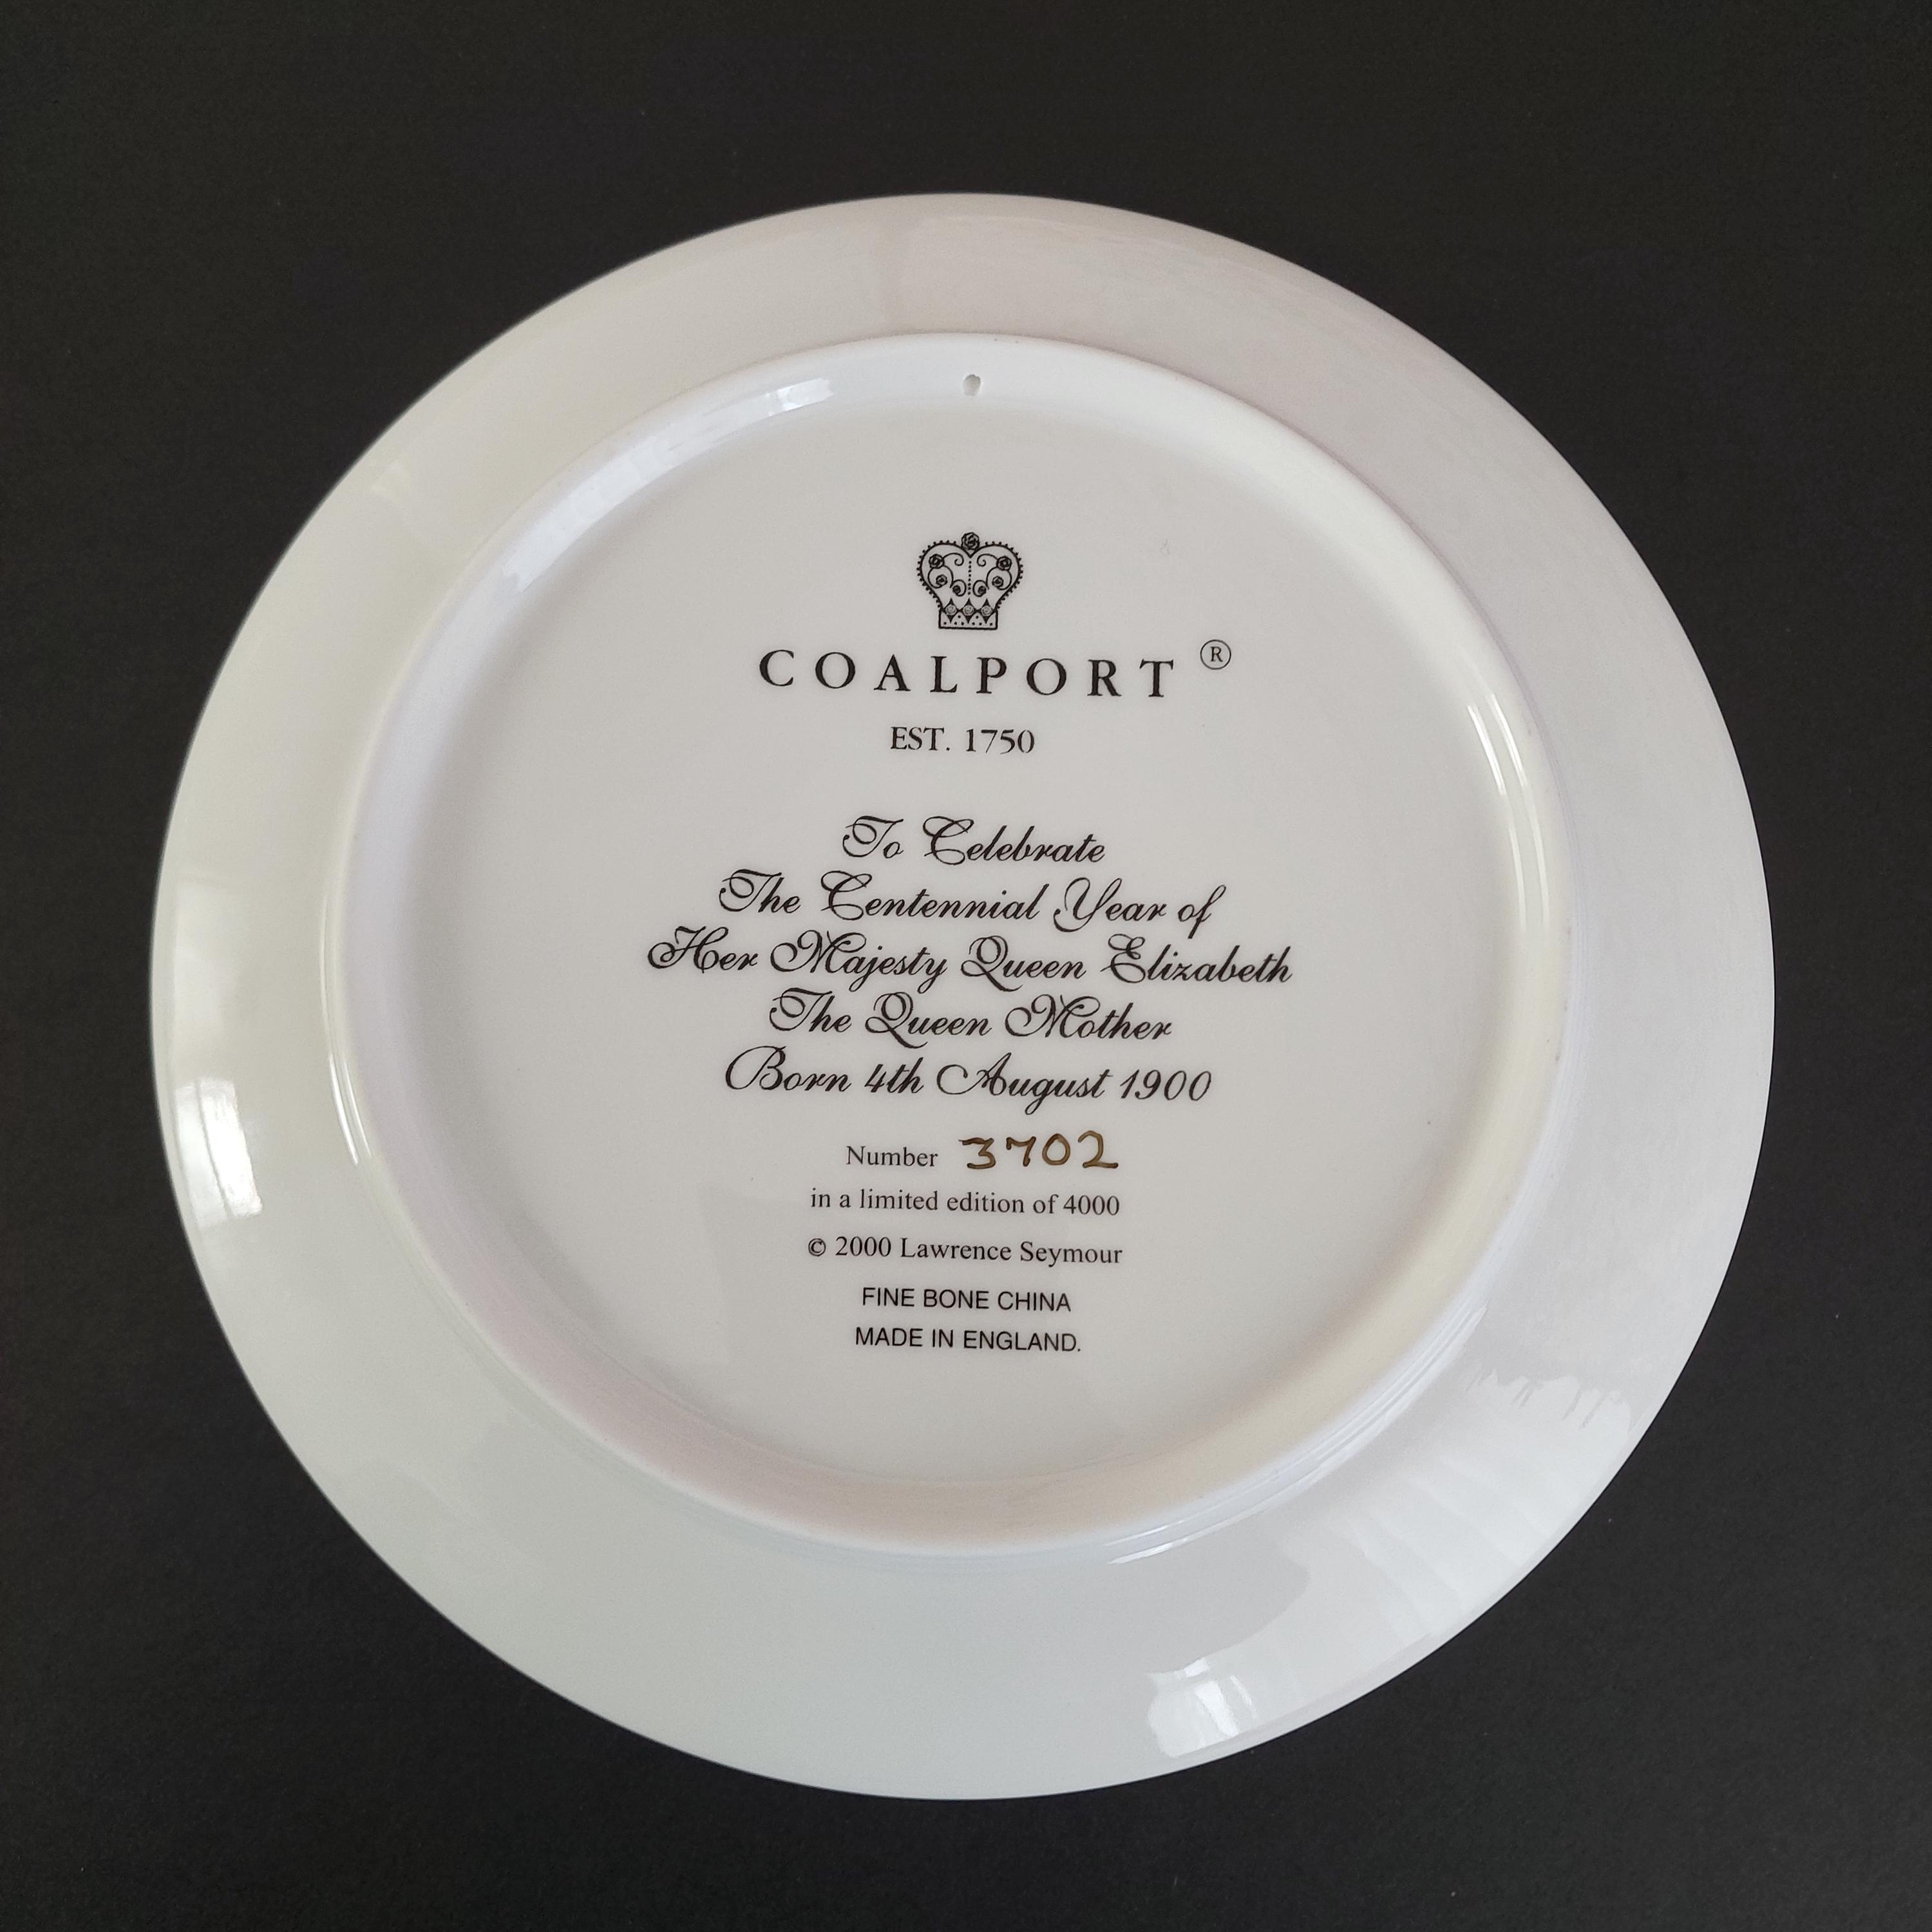 COALPORT ®
EST. 1750
To Celebrate
The Centennial Year of
Her Majesty Queen Elizabeth
The Queen Mother
Born 4th August 1900
Number 3702
in a limited edition of 4000
© 2000 Lawrence Seymour
FINE BONE CHINA
MADE IN ENGLAND.